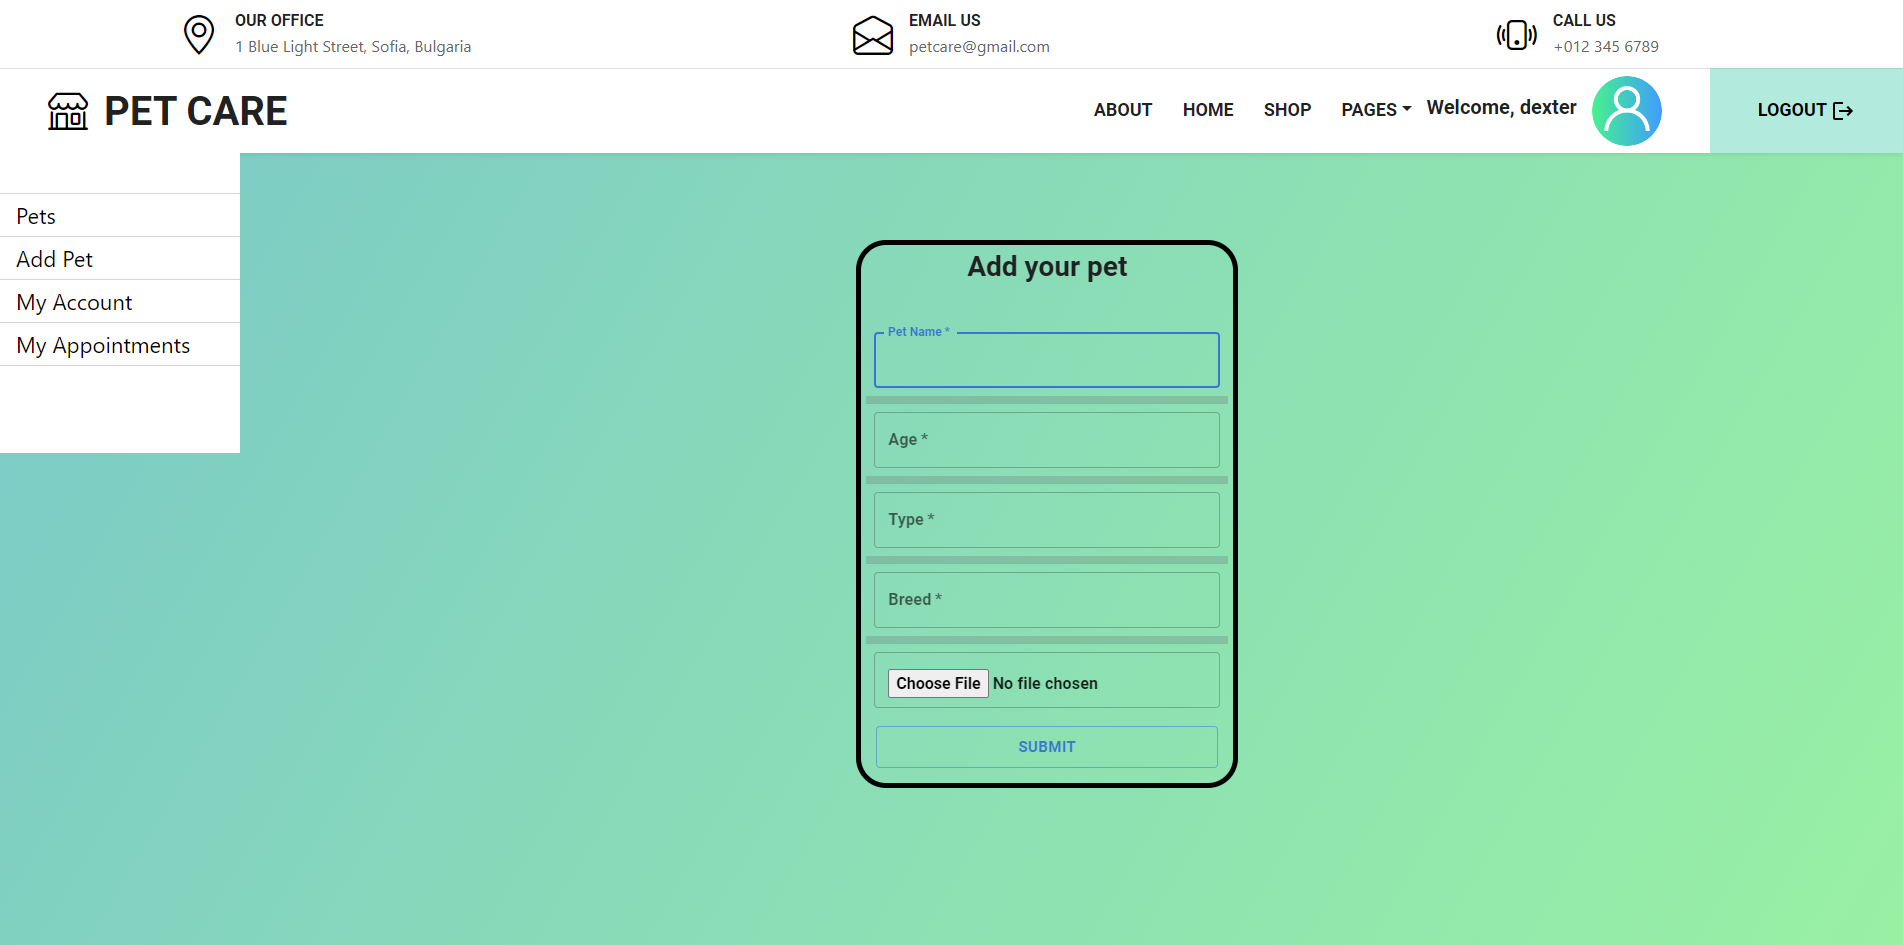 OUR OFFICE
1 Blue Light Street, Sofia, Bulgaria
EMAIL US
petcare@gmail.com
CALL US
+012 345 6789
PET CARE
ABOUT HOME SHOP PAGES Welcome, dexter LOGOUT
Pets
Add Pet
My Account
My Appointments
Add your pet
Pet Name *
Age *
Type *
Breed *
Choose File No file chosen
SUBMIT